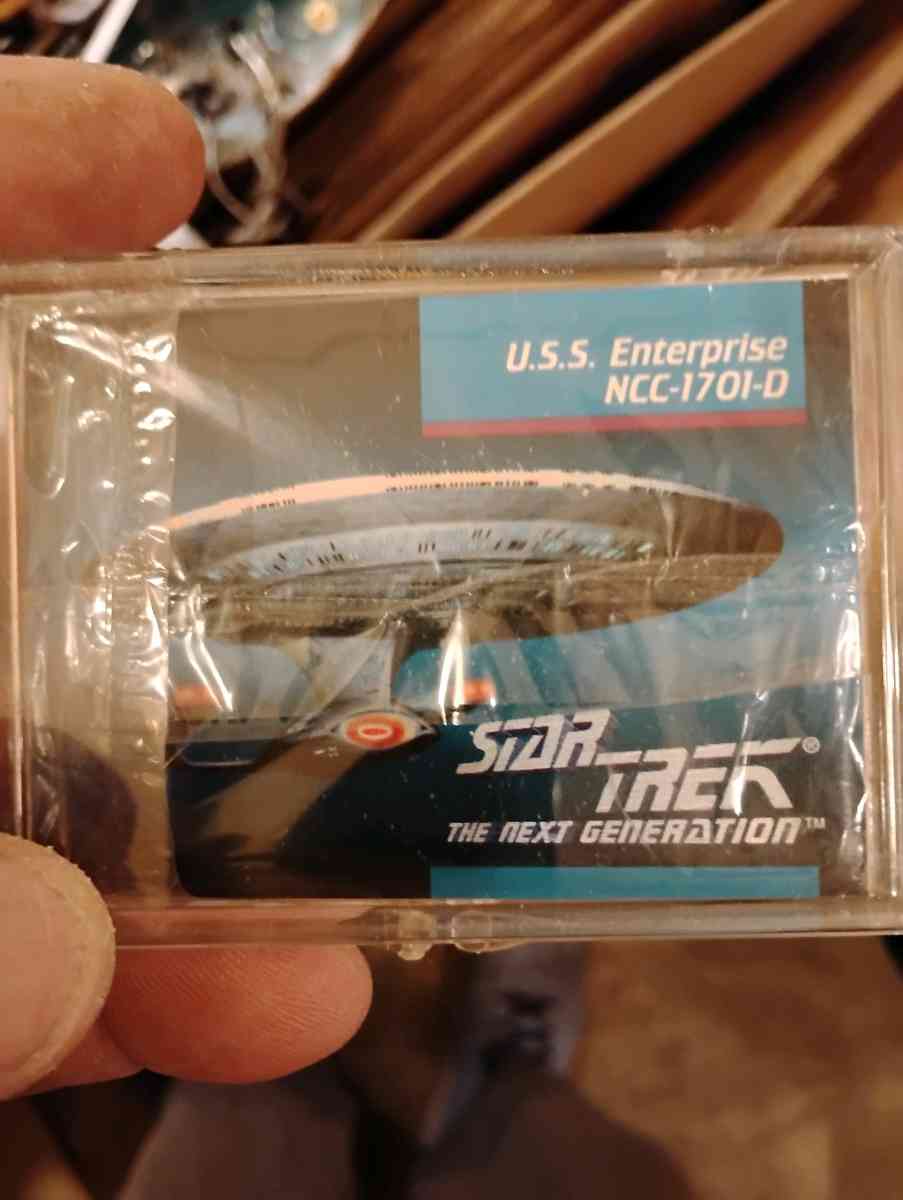 U.S.S. Enterprise
NCC-1701-D
STAR TREK®
THE NEXT GENERATION™